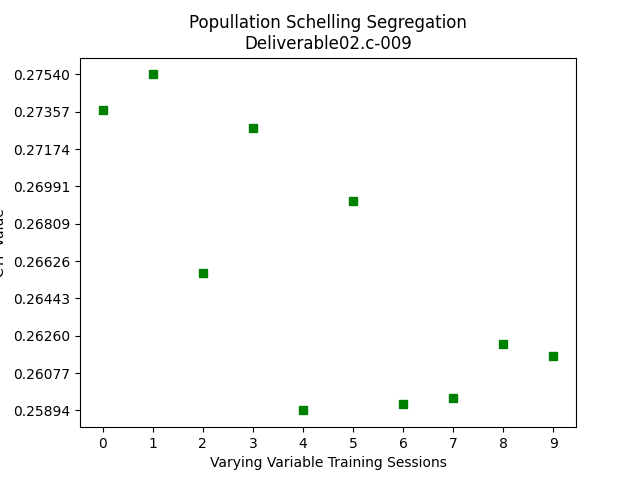 Popullation Schelling Segregation
Deliverable02.c-009
0.27540
0.27357
0.27174
0.26991
0.26809
0.26626
0.26443
0.26260
0.26077
0.25894
0 1 2 3 4 5 6 7 8 9
Varying Variable Training Sessions